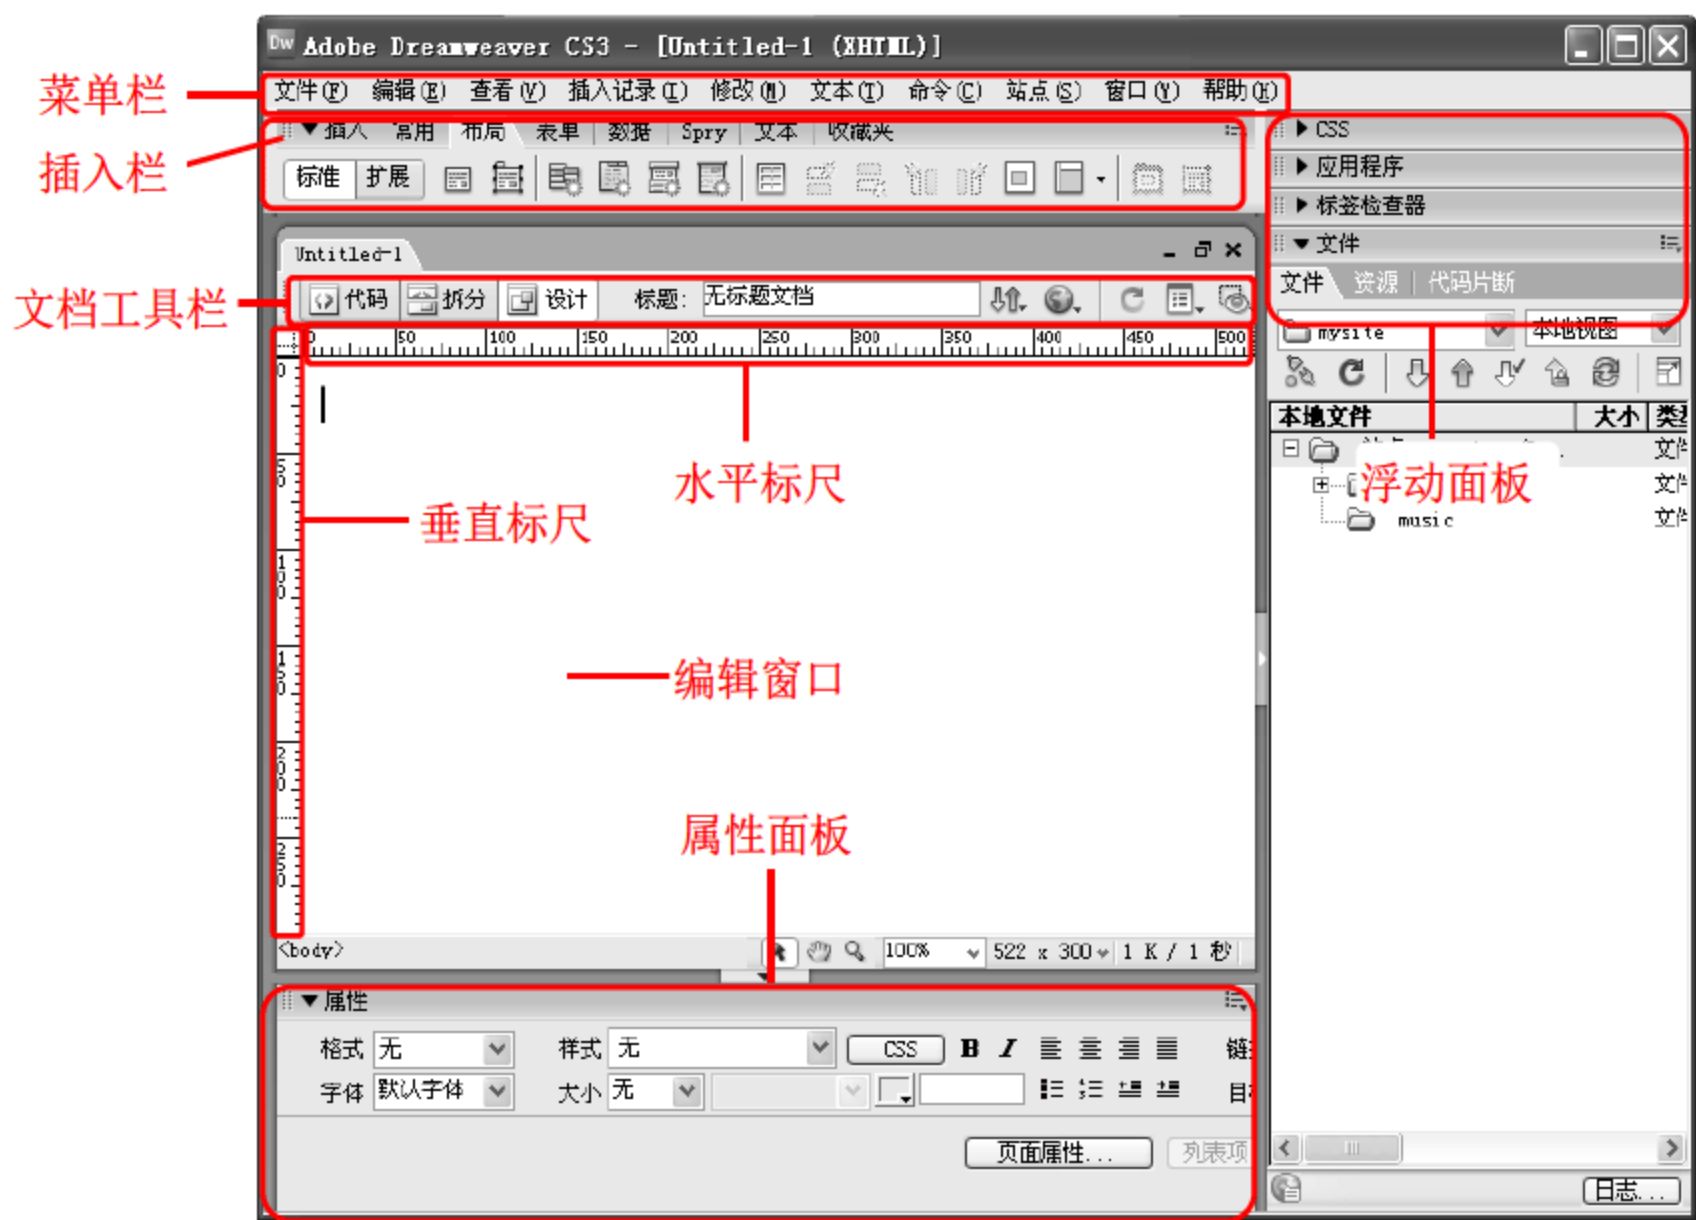 Dw Adobe Dreamweaver CS3 - [Untitled-1 (XHTML)]
菜单栏
文件(F) 编辑(E) 查看(V) 插入记录(I) 修改(M) 文本(T) 命令(C) 站点(S) 窗口(W) 帮助(H)
插入栏
插入 常用 布局 表单 数据 Spry 文本 收藏夹
标准 扩展
CSS
应用程序
标签检查器
文件
文件 资源 代码片断
mysite 本地视图
Untitled-1
文档工具栏
代码 拆分 设计 标题: 无标题文档
0 50 100 150 200 250 300 350 400 450 500
0
50
100
150
200
250
水平标尺
垂直标尺
编辑窗口
属性面板
浮动面板
本地文件 大小
music
<body> 100% 522 x 300 1 K / 1 秒
属性
格式 无 样式 无 CSS B I
字体 默认字体 大小 无
页面属性... 列表项
日志...